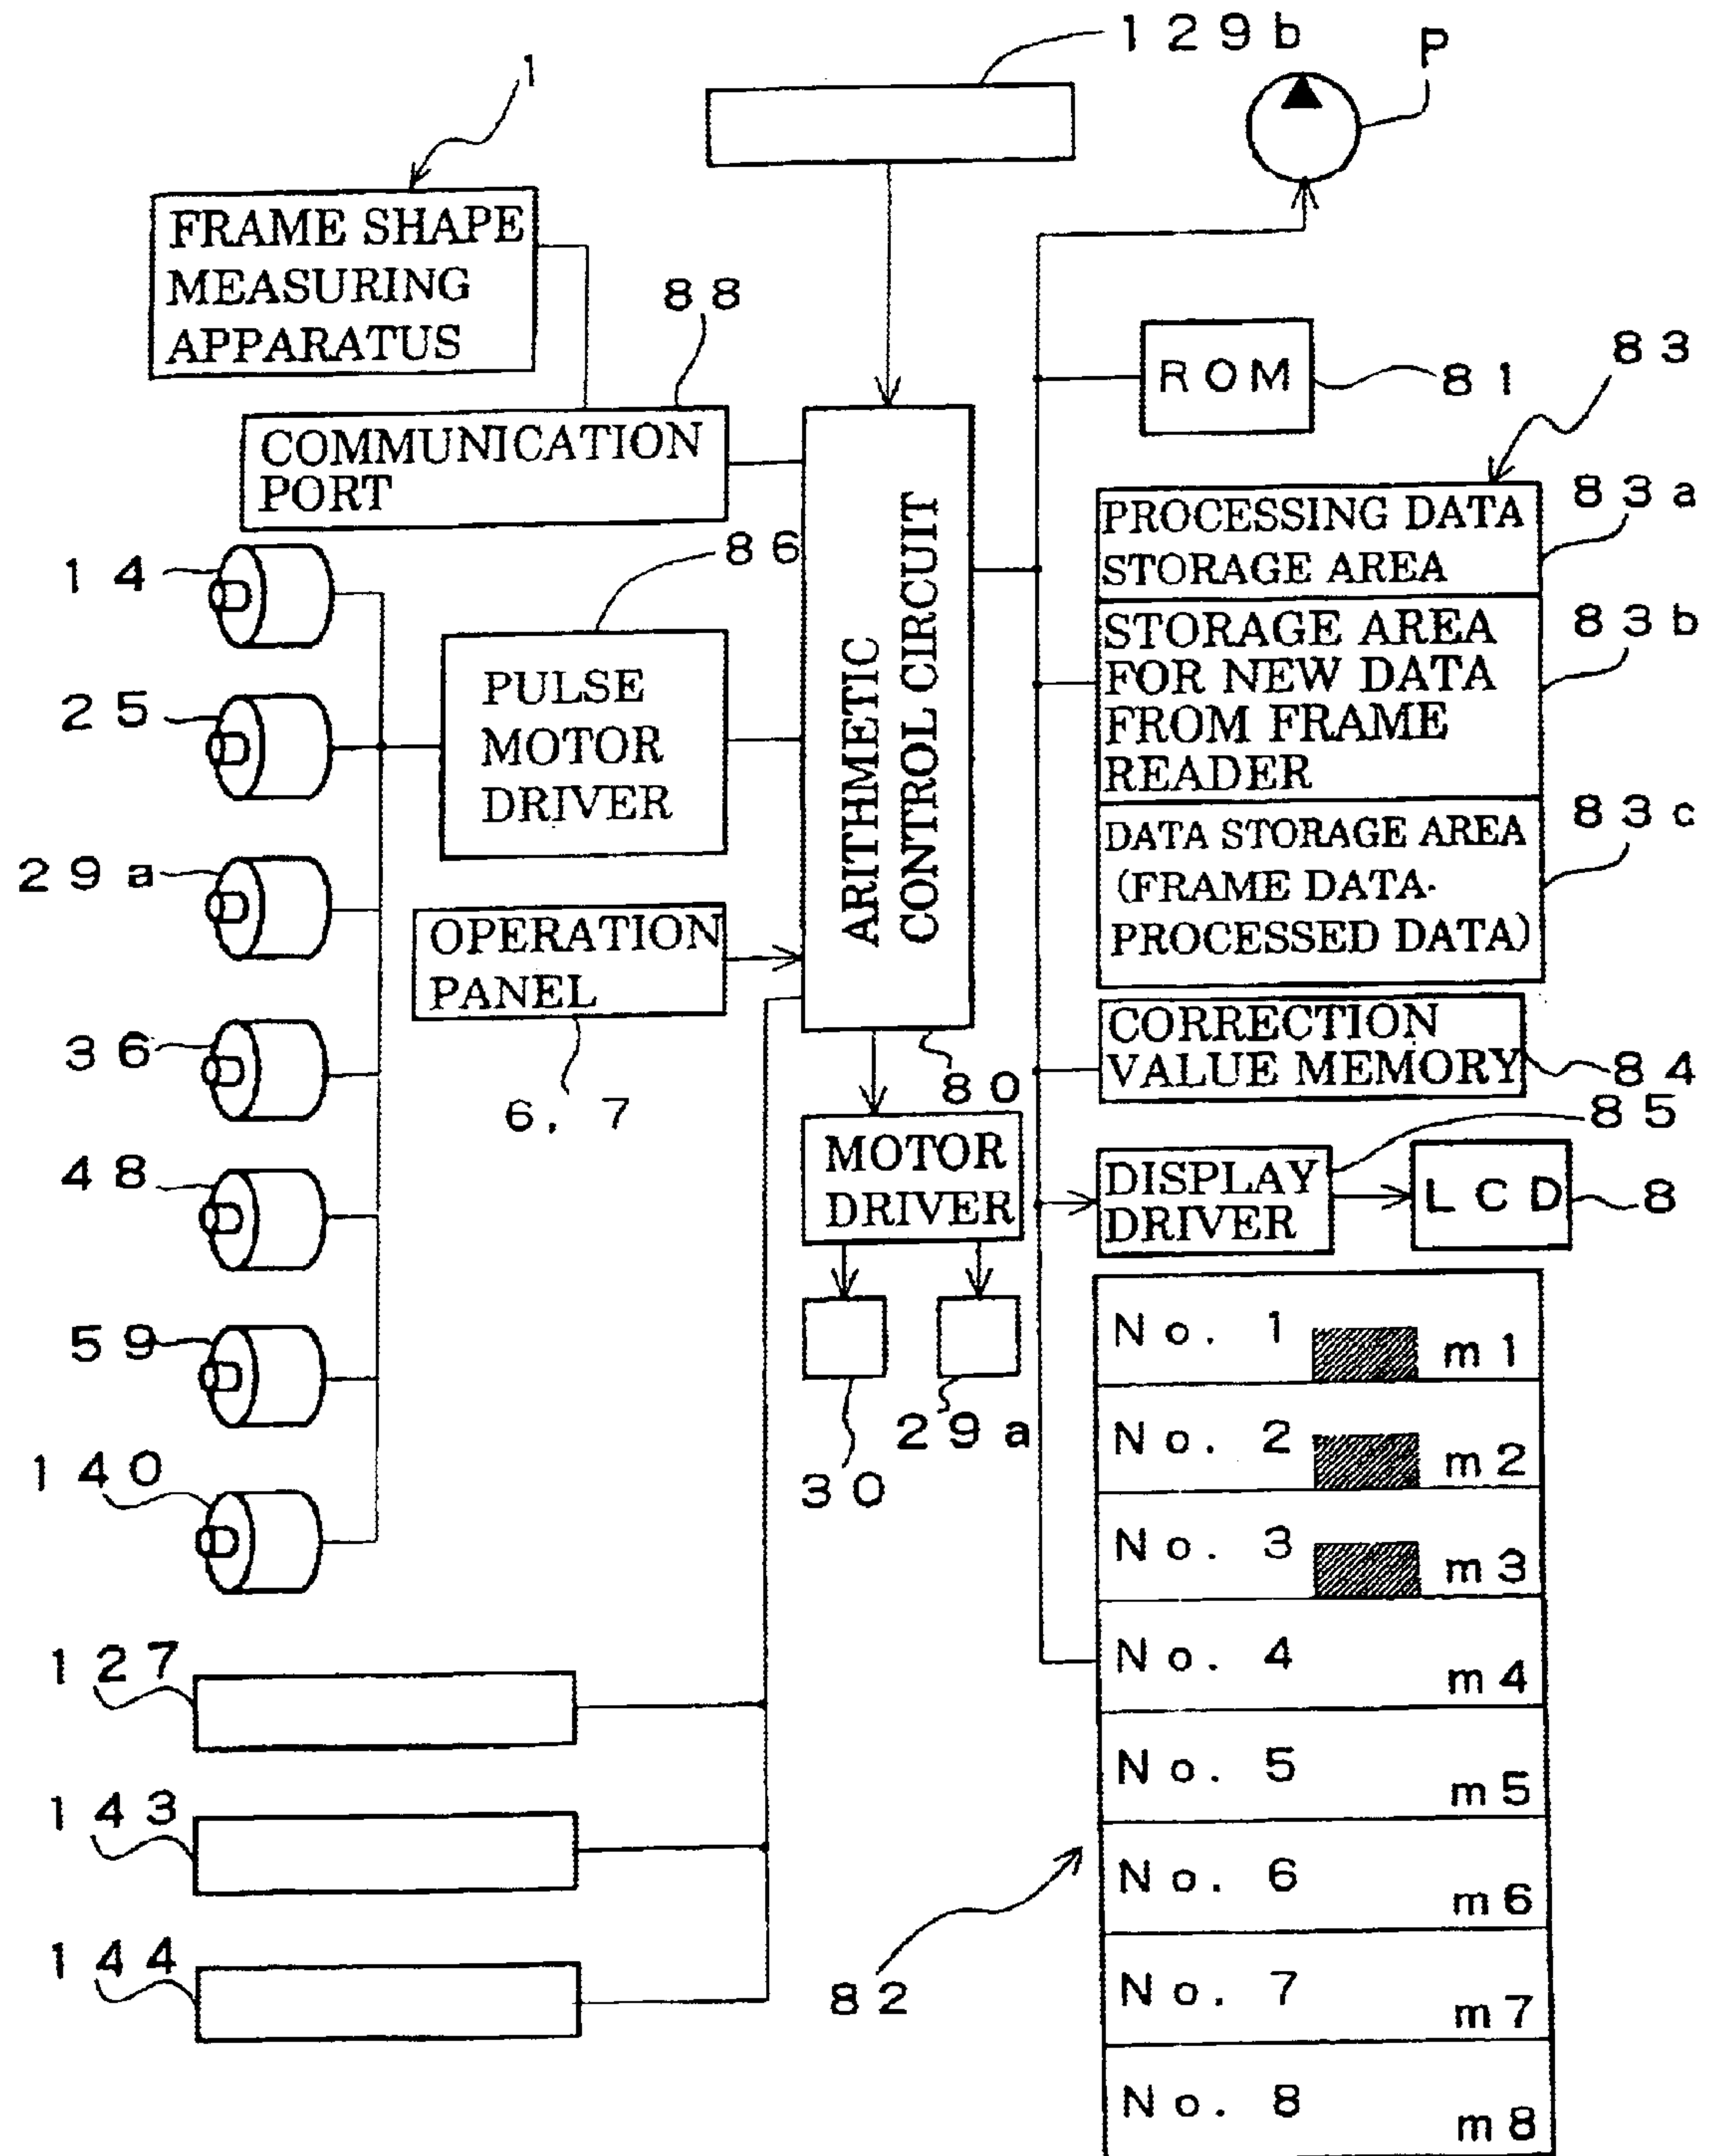 129b
P
1
FRAME SHAPE
MEASURING
APPARATUS
88
COMMUNICATION
PORT
ROM
81
83
83a
PROCESSING DATA
STORAGE AREA
83b
STORAGE AREA
FOR NEW DATA
FROM FRAME
READER
83c
DATA STORAGE AREA
(FRAME DATA-
PROCESSED DATA)
14
86
25
PULSE
MOTOR
DRIVER
ARITHMETIC
CONTROL CIRCUIT
29a
OPERATION
PANEL
6, 7
80
36
CORRECTION
VALUE MEMORY
84
85
48
MOTOR
DRIVER
DISPLAY
DRIVER
LCD
8
59
30
29a
140
127
143
144
82
No. 1 m1
No. 2 m2
No. 3 m3
No. 4 m4
No. 5 m5
No. 6 m6
No. 7 m7
No. 8 m8